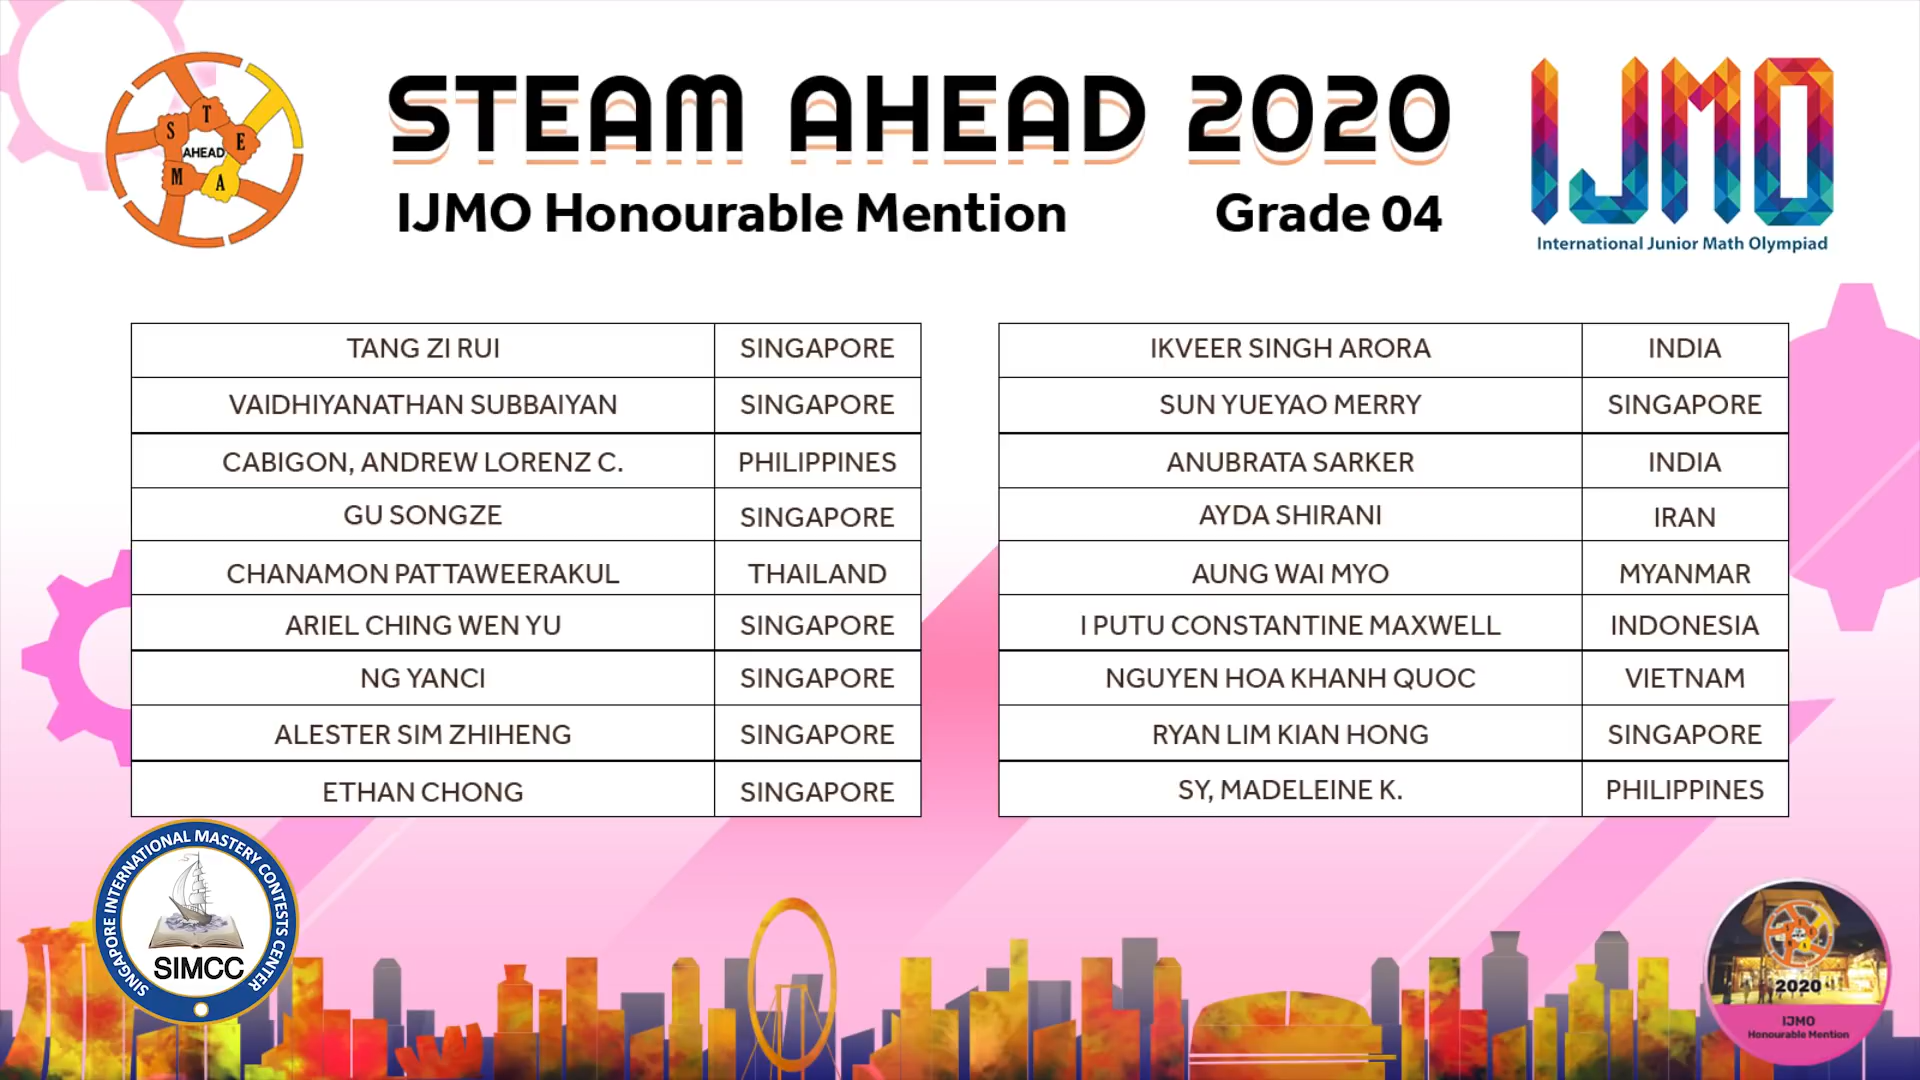 STEAM AHEAD 2020
IJMO Honourable Mention Grade 04
S T E A M
AHEAD
IJMO
International Junior Math Olympiad
TANG ZI RUI SINGAPORE
VAIDHIYANATHAN SUBBAIYAN SINGAPORE
CABIGON, ANDREW LORENZ C. PHILIPPINES
GU SONGZE SINGAPORE
CHANAMON PATTAWEERAKUL THAILAND
ARIEL CHING WEN YU SINGAPORE
NG YANCI SINGAPORE
ALESTER SIM ZHIHENG SINGAPORE
ETHAN CHONG SINGAPORE
IKVEER SINGH ARORA INDIA
SUN YUEYAO MERRY SINGAPORE
ANUBRATA SARKER INDIA
AYDA SHIRANI IRAN
AUNG WAI MYO MYANMAR
I PUTU CONSTANTINE MAXWELL INDONESIA
NGUYEN HOA KHANH QUOC VIETNAM
RYAN LIM KIAN HONG SINGAPORE
SY, MADELEINE K. PHILIPPINES
SINGAPORE INTERNATIONAL MASTERY CONTESTS CENTER
SIMCC
2020
IJMO
Honourable Mention